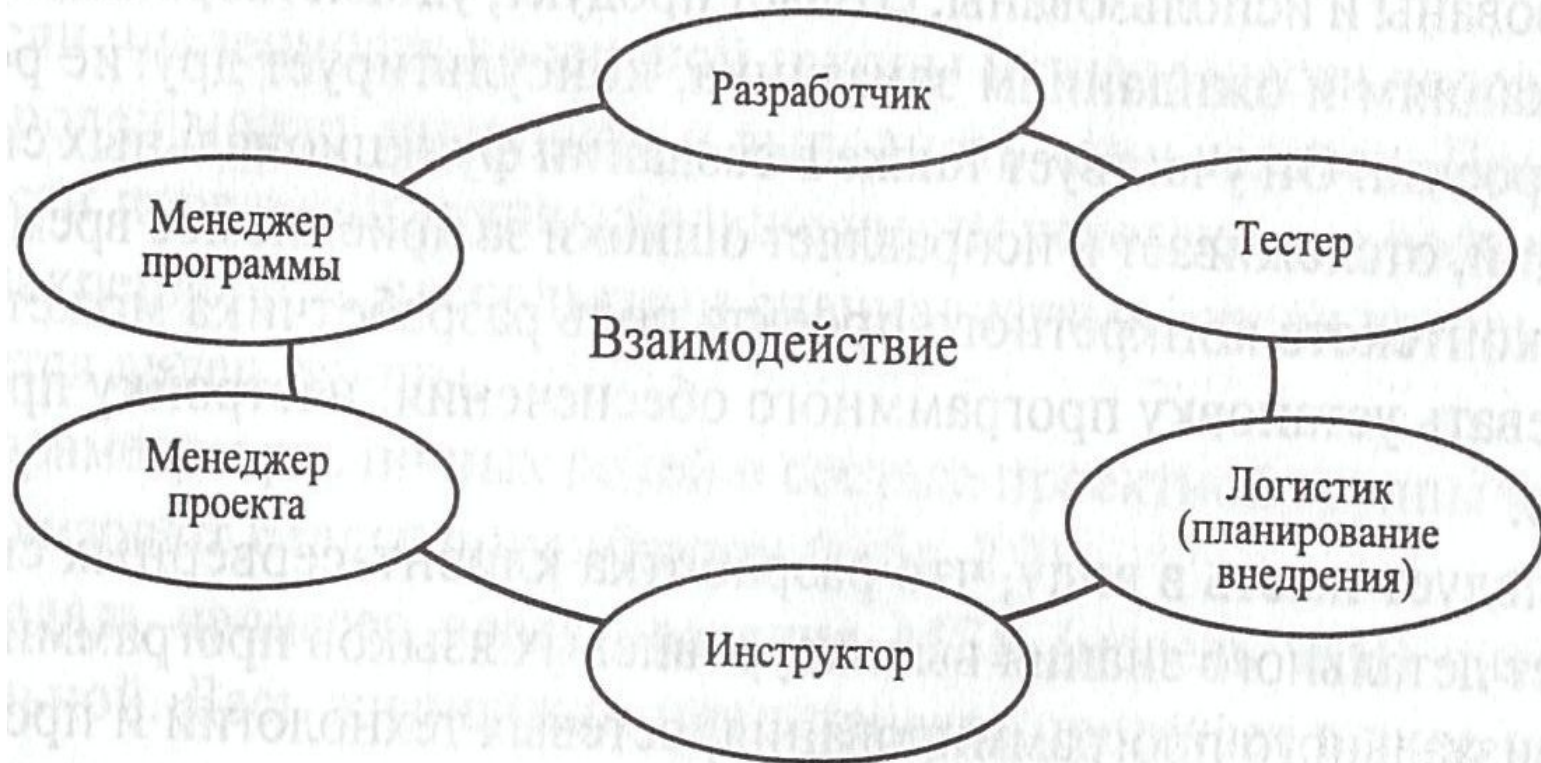 Разработчик
Менеджер
программы
Тестер
Взаимодействие
Менеджер
проекта
Логистик
(планирование
внедрения)
Инструктор